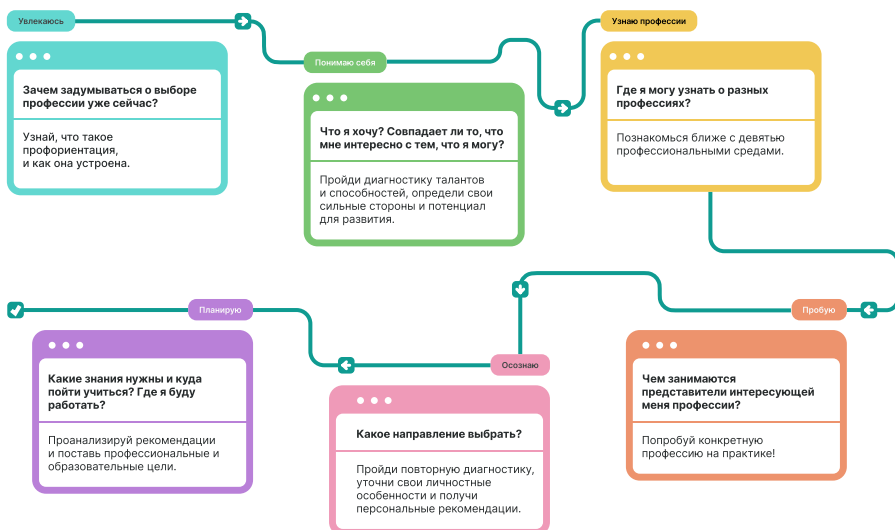 Увлекаюсь
Зачем задумываться о выборе
профессии уже сейчас?
Узнай, что такое
профориентация,
и как она устроена.
Понимаю себя
Что я хочу? Совпадает ли то, что
мне интересно с тем, что я могу?
Пройди диагностику талантов
и способностей, определи свои
сильные стороны и потенциал
для развития.
Узнаю профессии
Где я могу узнать о разных
профессиях?
Познакомься ближе с девятью
профессиональными средами.
Пробую
Чем занимаются
представители интересующей
меня профессии?
Попробуй конкретную
профессию на практике!
Осознаю
Какое направление выбрать?
Пройди повторную диагностику,
уточни свои личностные
особенности и получи
персональные рекомендации.
Планирую
Какие знания нужны и куда
пойти учиться? Где я буду
работать?
Проанализируй рекомендации
и поставь профессиональные и
образовательные цели.